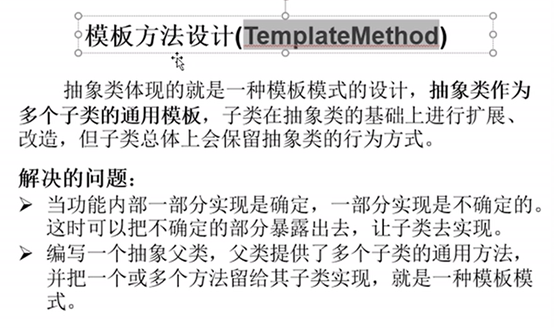 模板方法设计(TemplateMethod)
抽象类体现的就是一种模板模式的设计，抽象类作为
多个子类的通用模板，子类在抽象类的基础上进行扩展、
改造，但子类总体上会保留抽象类的行为方式。
解决的问题：
➢ 当功能内部一部分实现是确定，一部分实现是不确定的。
这时可以把不确定的部分暴露出去，让子类去实现。
➢ 编写一个抽象父类，父类提供了多个子类的通用方法，
并把一个或多个方法留给其子类实现，就是一种模板模
式。